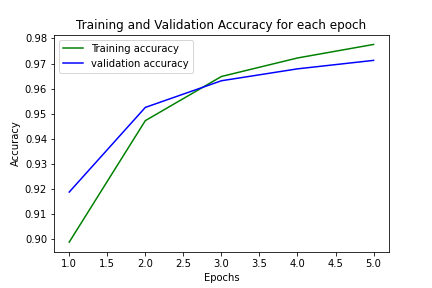 Training and Validation Accuracy for each epoch
Training accuracy
validation accuracy
Accuracy
0.98
0.97
0.96
0.95
0.94
0.93
0.92
0.91
0.90
1.0 1.5 2.0 2.5 3.0 3.5 4.0 4.5 5.0
Epochs